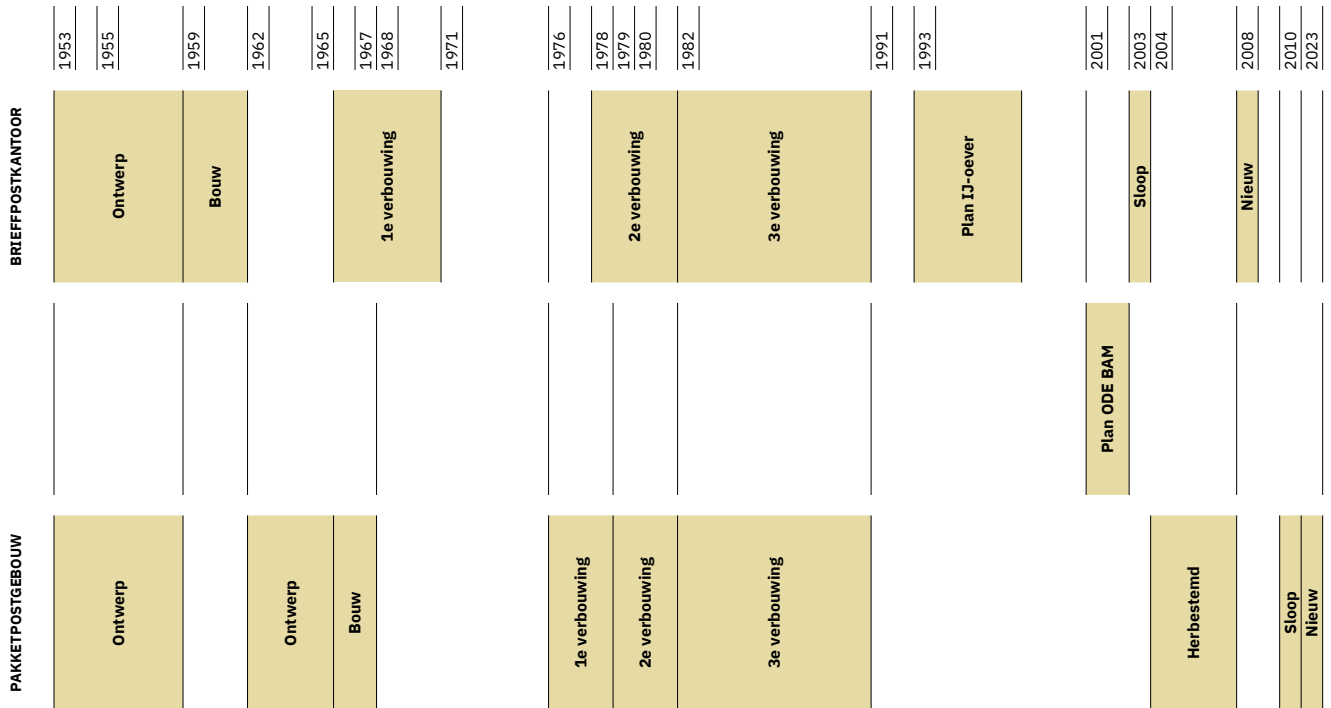 1953
1955
1959
1962
1965
1967
1968
1971
1976
1978
1979
1980
1982
1991
1993
2001
2003
2004
2008
2010
2023
BRIEFFPOSTKANTOOR
Ontwerp
Bouw
1e verbouwing
2e verbouwing
3e verbouwing
Plan IJ-oever
Sloop
Nieuw
Plan ODE BAM
PAKKETPOSTGEBOUW
Ontwerp
Ontwerp
Bouw
1e verbouwing
2e verbouwing
3e verbouwing
Herbestemd
Sloop
Nieuw